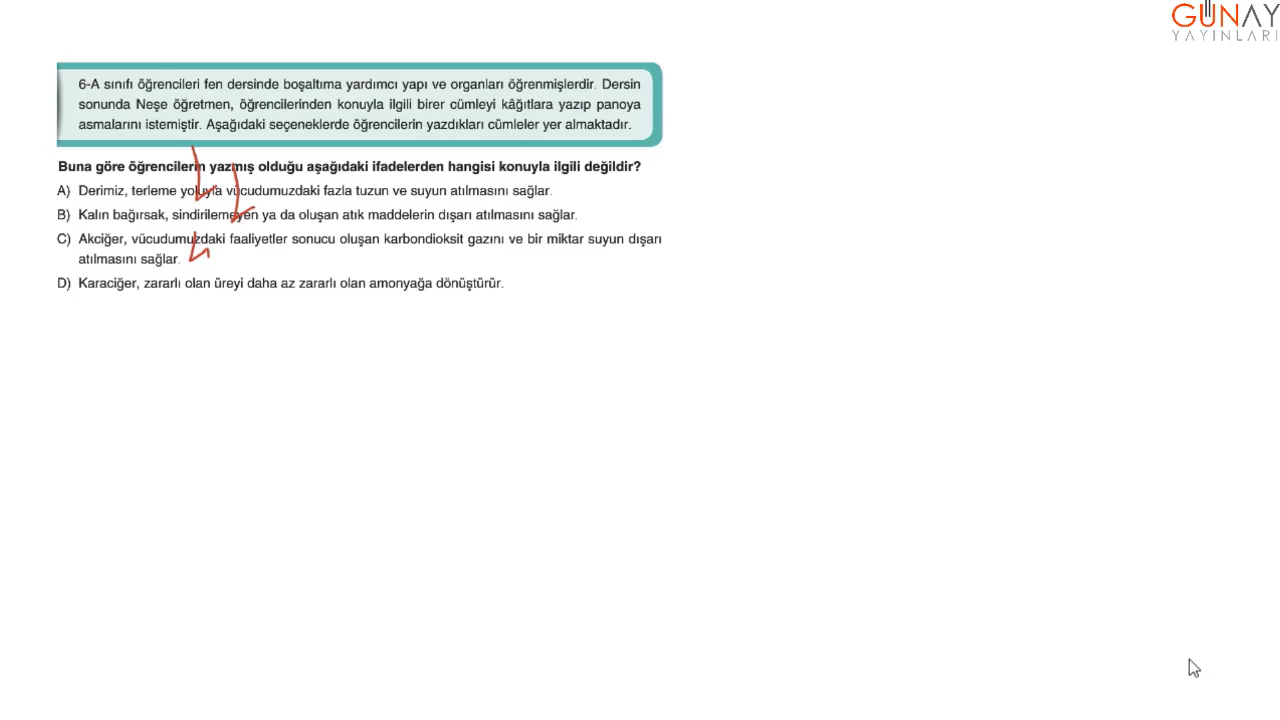 GÜNAY
YAYINLARI
6-A sınıfı öğrencileri fen dersinde boşaltıma yardımcı yapı ve organları öğrenmişlerdir. Dersin
sonunda Neşe öğretmen, öğrencilerinden konuyla ilgili birer cümleyi kâğıtlara yazıp panoya
asmalarını istemiştir. Aşağıdaki seçeneklerde öğrencilerin yazdıkları cümleler yer almaktadır.
Buna göre öğrencilerin yazmış olduğu aşağıdaki ifadelerden hangisi konuyla ilgili değildir?
A) Derimiz, terleme yoluyla vücudumuzdaki fazla tuzun ve suyun atılmasını sağlar.
B) Kalın bağırsak, sindirilemeyen ya da oluşan atık maddelerin dışarı atılmasını sağlar.
C) Akciğer, vücudumuzdaki faaliyetler sonucu oluşan karbondioksit gazını ve bir miktar suyun dışarı
atılmasını sağlar.
D) Karaciğer, zararlı olan üreyi daha az zararlı olan amonyağa dönüştürür.